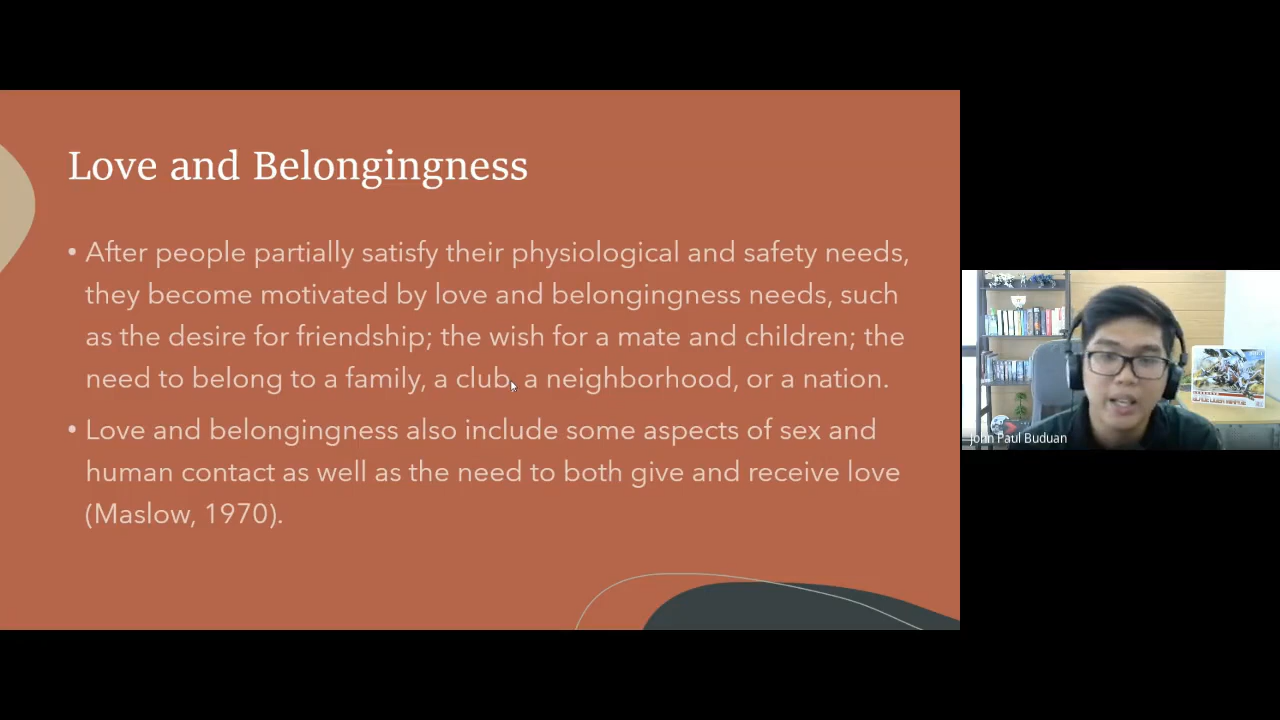 Love and Belongingness
• After people partially satisfy their physiological and safety needs,
they become motivated by love and belongingness needs, such
as the desire for friendship; the wish for a mate and children; the
need to belong to a family, a club, a neighborhood, or a nation.
• Love and belongingness also include some aspects of sex and
human contact as well as the need to both give and receive love
(Maslow, 1970).
John Paul Buduan